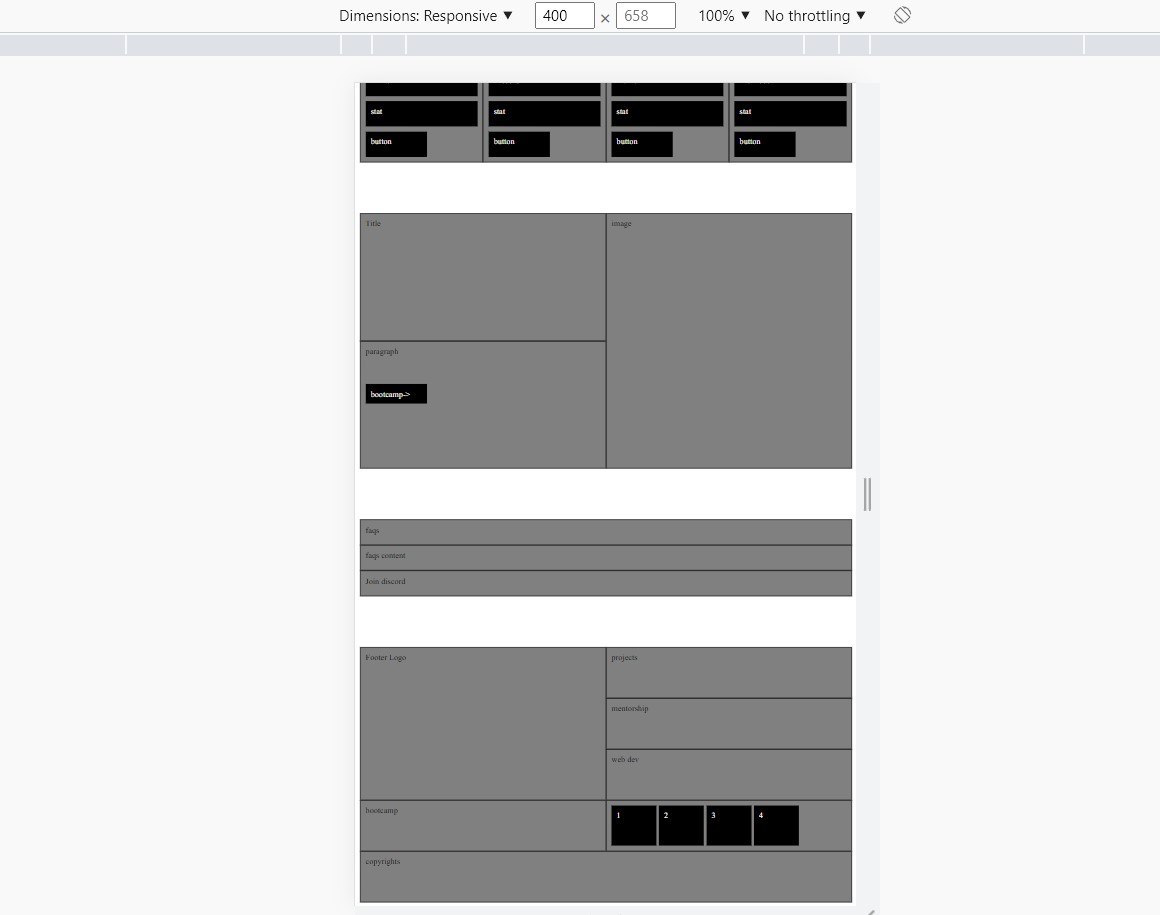 Dimensions: Responsive ▼ 400 × 658 100% ▼ No throttling ▼
stat stat stat stat
button button button button
Title image
paragraph
bootcamp->
faqs
faqs content
Join discord
Footer Logo projects
mentorship
web dev
bootcamp 1 2 3 4
copyrights